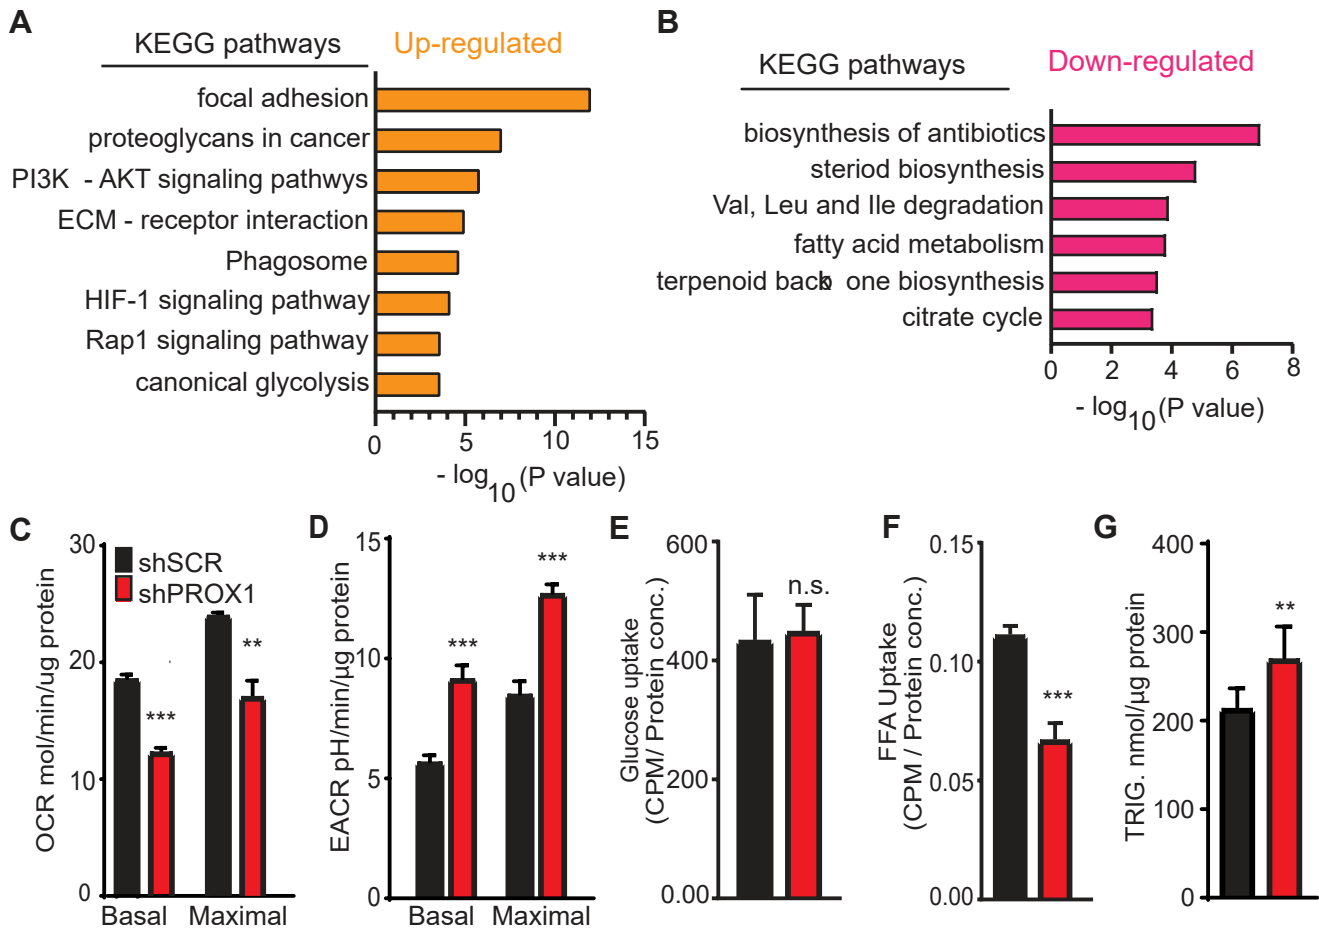 A
KEGG pathways
Up-regulated
focal adhesion
proteoglycans in cancer
PI3K - AKT signaling pathwys
ECM - receptor interaction
Phagosome
HIF-1 signaling pathway
Rap1 signaling pathway
canonical glycolysis
0 5 10 15
- log10 (P value)
B
KEGG pathways
Down-regulated
biosynthesis of antibiotics
steriod biosynthesis
Val, Leu and Ile degradation
fatty acid metabolism
terpenoid backb one biosynthesis
citrate cycle
0 2 4 6 8
- log10 (P value)
C
shSCR
shPROX1
OCR mol/min/ug protein
30
20
10
0
***
**
Basal Maximal
D
EACR pH/min/µg protein
15
10
5
0
***
***
Basal Maximal
E
Glucose uptake
(CPM/ Protein conc.)
600
400
200
0.00
n.s.
F
FFA Uptake
(CPM / Protein conc.)
0.15
0.10
0.05
0.00
***
G
TRIG. nmol/µg protein
400
300
200
100
0
**